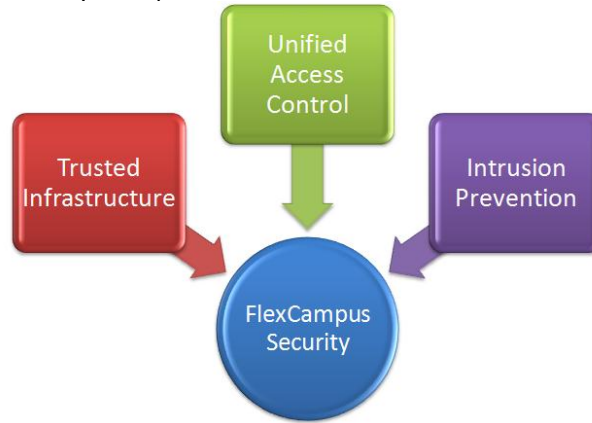 Unified
Access
Control
Trusted
Infrastructure
Intrusion
Prevention
FlexCampus
Security